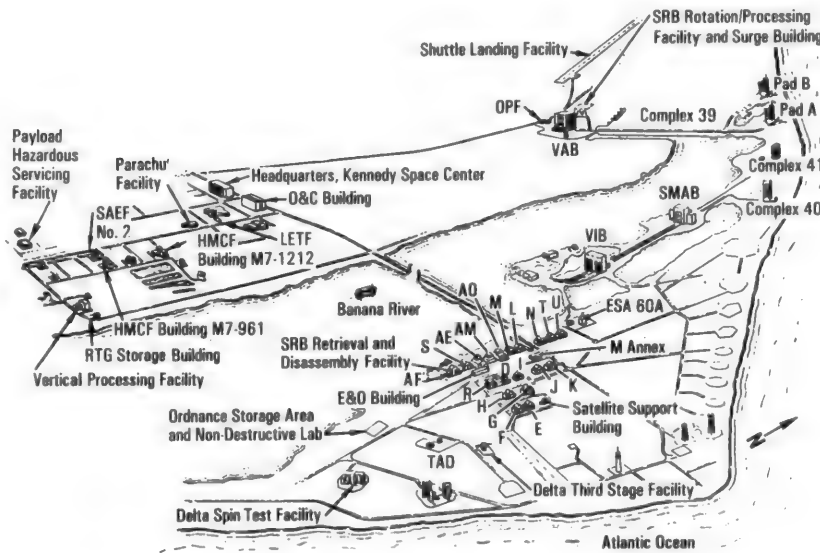 SRB Rotation/Processing
Facility and Surge Building
Shuttle Landing Facility
Pad B
Pad A
OPF
Complex 39
VAB
Payload
Hazardous
Servicing
Facility
Parachu
Facility
Headquarters, Kennedy Space Center
O&C Building
Complex 41
SMAB
Complex 40
SAEF
No. 2
HMCF
Building M7-1212
LETF
VIB
AO
M
L
N
T
U
ESA 60A
Banana River
HMCF Building M7-961
RTG Storage Building
Vertical Processing Facility
SRB Retrieval and
Disassembly Facility
S
AE
AM
M Annex
AF
D
I
E&O Building
R
J
K
H
G
Satellite Support
Building
Ordnance Storage Area
and Non-Destructive Lab
F
E
N
TAD
Delta Third Stage Facility
Delta Spin Test Facility
Atlantic Ocean